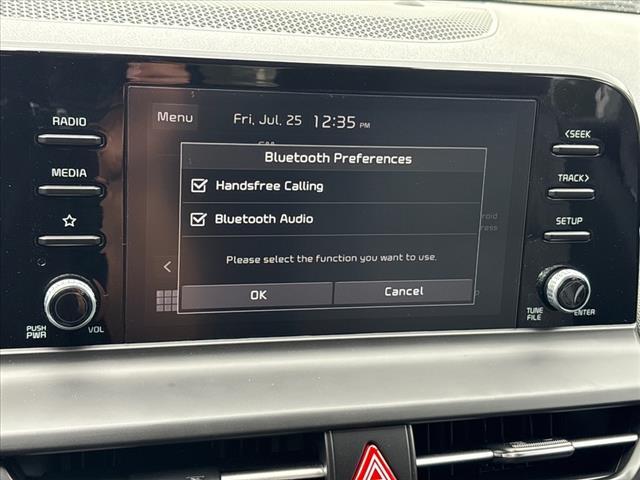 RADIO
MEDIA
PUSH
PWR
VOL
Menu
Fri, Jul. 25 12:35 PM
Bluetooth Preferences
Handsfree Calling
Bluetooth Audio
Please select the function you want to use.
OK
Cancel
<SEEK
TRACK>
SETUP
TUNE
FILE
ENTER